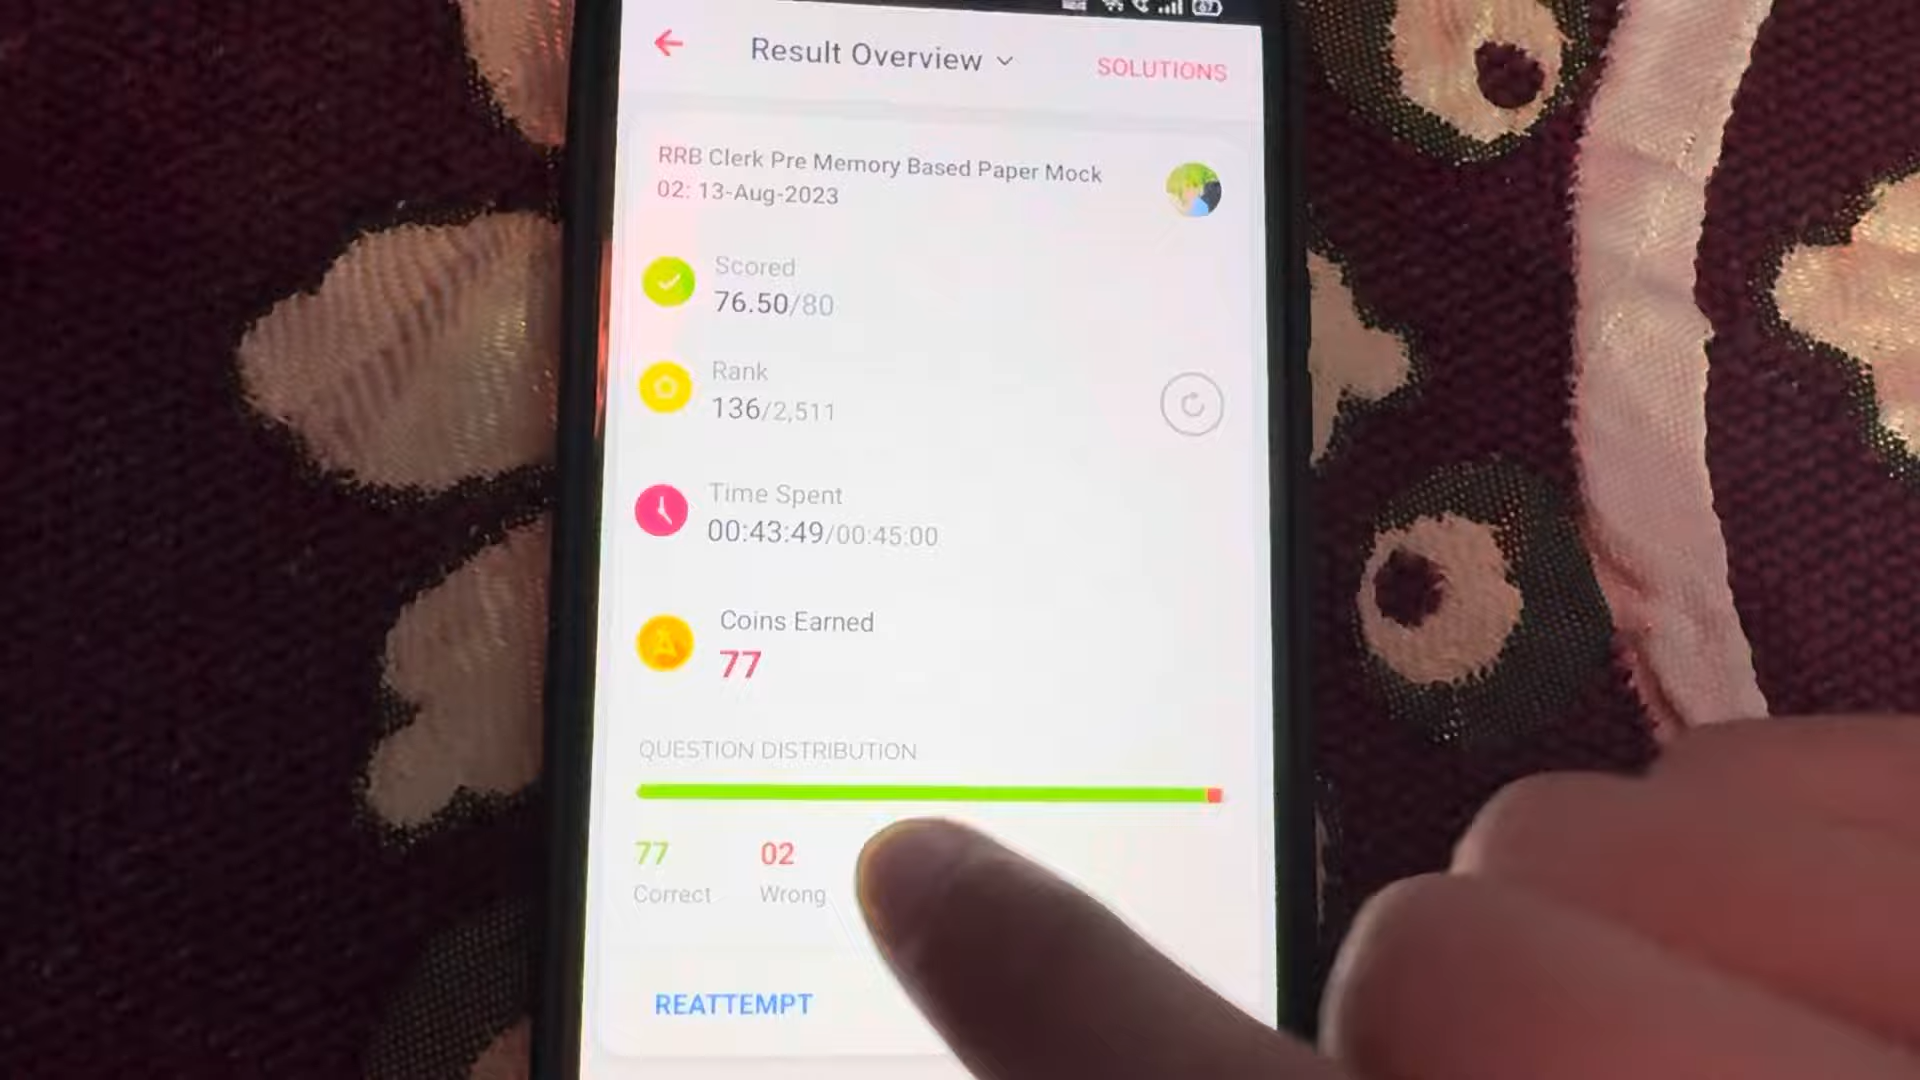 Result Overview
SOLUTIONS
RRB Clerk Pre Memory Based Paper Mock
02: 13-Aug-2023
Scored
76.50/80
Rank
136/2,511
Time Spent
00:43:49/00:45:00
Coins Earned
77
QUESTION DISTRIBUTION
77 02
Correct Wrong
REATTEMPT